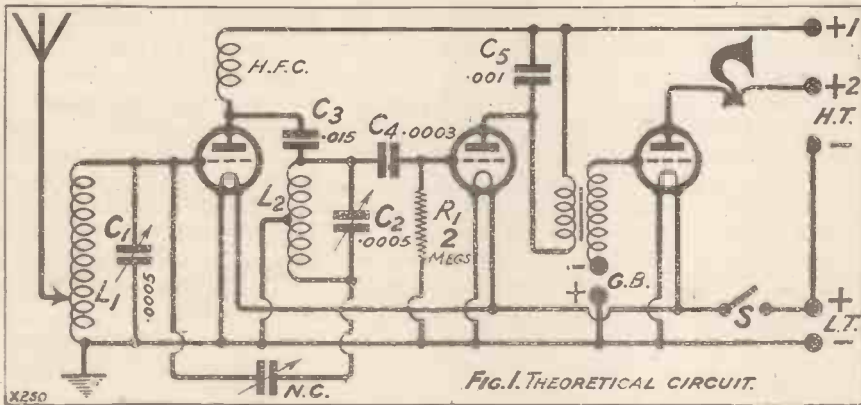 +1
C5
.001
H.F.C.
+2
H.T.
-
C3
.015
C4 .0003
L2
C2
.0005
R1
2
MEGS
C1
.0005
L1
-
+ G.B.
S
+
L.T.
-
N.C.
FIG.1. THEORETICAL CIRCUIT.
X250